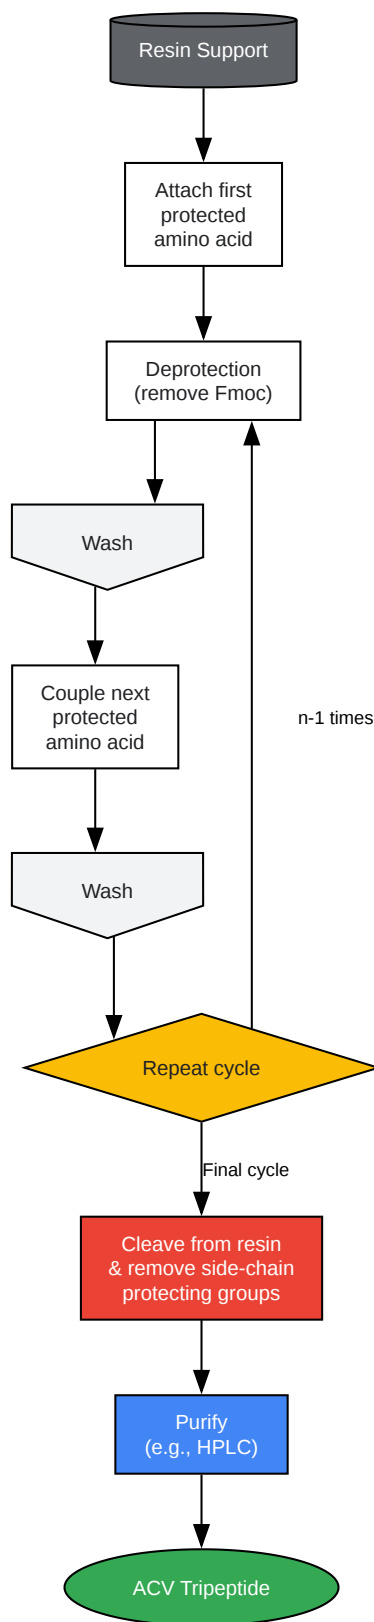 Resin Support
Attach first
protected
amino acid
Deprotection
(remove Fmoc)
Wash
Couple next
protected
amino acid
n-1 times
Wash
Repeat cycle
Final cycle
Cleave from resin
& remove side-chain
protecting groups
Purify
(e.g., HPLC)
ACV Tripeptide